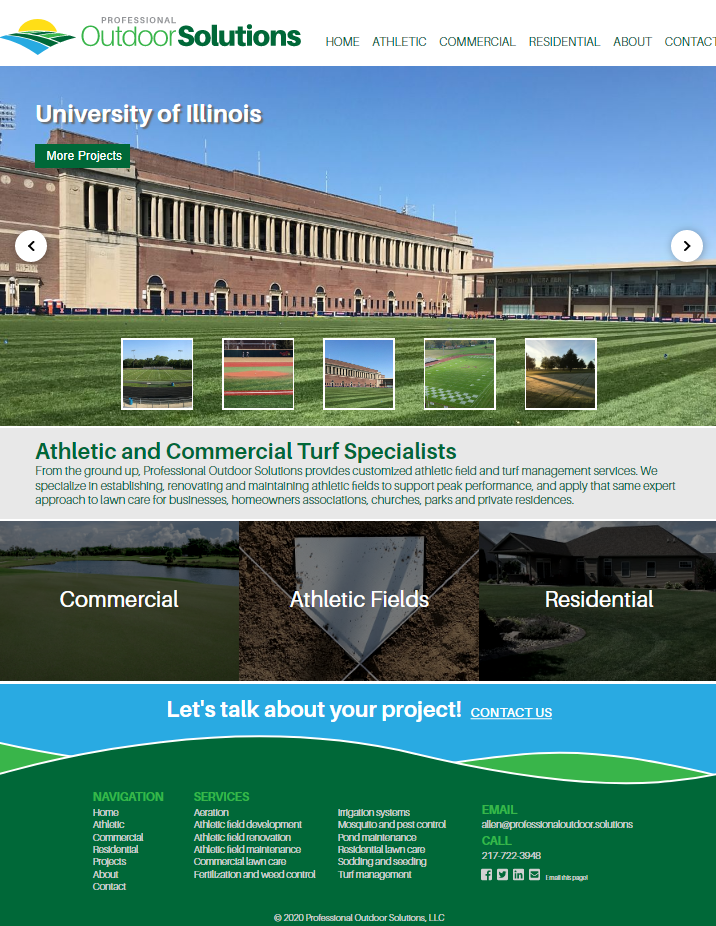 PROFESSIONAL
OutdoorSolutions
HOME ATHLETIC COMMERCIAL RESIDENTIAL ABOUT CONTACT
University of Illinois
More Projects
Athletic and Commercial Turf Specialists
From the ground up, Professional Outdoor Solutions provides customized athletic field and turf management services. We
specialize in establishing, renovating and maintaining athletic fields to support peak performance, and apply that same expert
approach to lawn care for businesses, homeowners associations, churches, parks and private residences.
Commercial
Athletic Fields
Residential
Let's talk about your project! CONTACT US
NAVIGATION
Home
Athletic
Commercial
Residential
Projects
About
Contact
SERVICES
Aeration
Athletic field development
Athletic field renovation
Athletic field maintenance
Commercial lawn care
Fertilization and weed control
Irrigation systems
Mosquito and pest control
Pond maintenance
Residential lawn care
Sodding and seeding
Turf management
EMAIL
allen@professionaloutdoor.solutions
CALL
217-722-3948
Email this page!
© 2020 Professional Outdoor Solutions, LLC